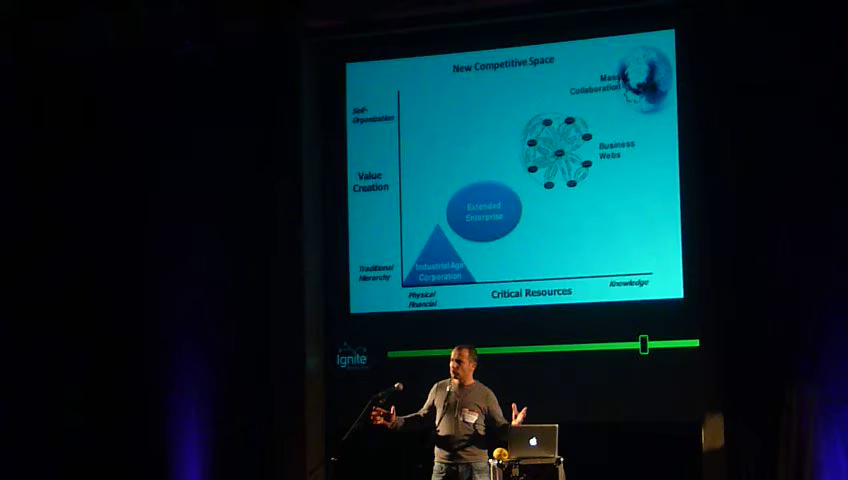 New Competitive Space
Mass
Collaboration
Self-
Organization
Business
Webs
Value
Creation
Extended
Enterprise
Industrial Age
Corporation
Traditional
Hierarchy
Physical
Financial
Critical Resources
Knowledge
Ignite